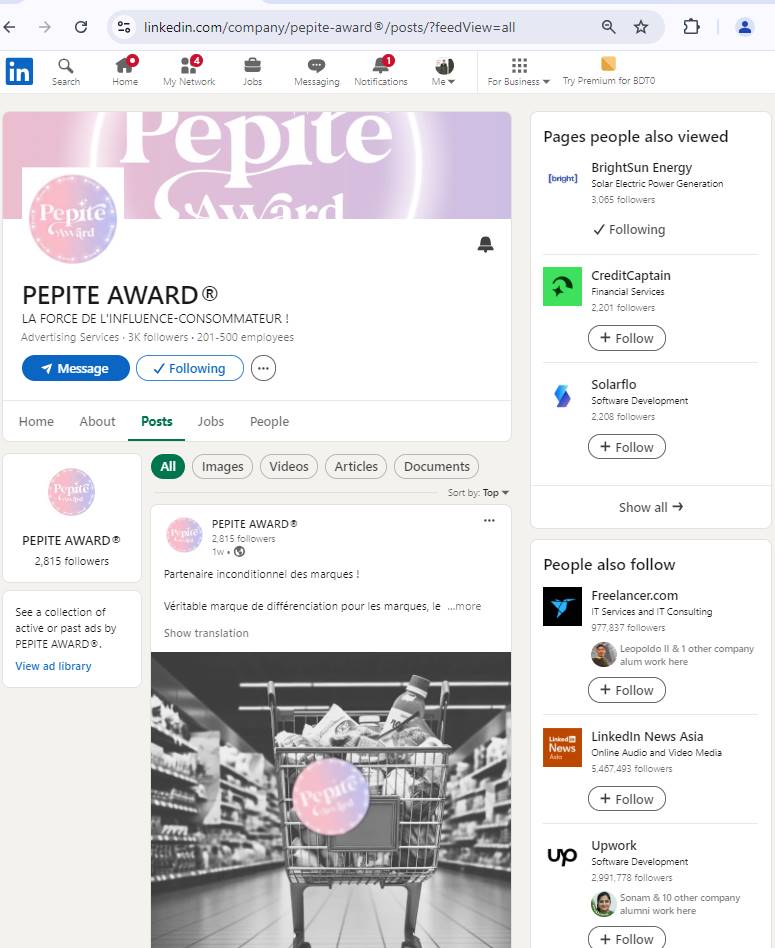 linkedin.com/company/pepite-award®/posts/?feedView=all
in
Search
Home
4
My Network
Jobs
Messaging
1
Notifications
Me
For Business
Try Premium for BDT0
Pepite
Award
Pepite
Award
PEPITE AWARD®
LA FORCE DE L'INFLUENCE-CONSOMMATEUR !
Advertising Services · 3K followers · 201-500 employees
Message
Following
Home
About
Posts
Jobs
People
Pepite
Award
PEPITE AWARD®
2,815 followers
See a collection of
active or past ads by
PEPITE AWARD®.
View ad library
All
Images
Videos
Articles
Documents
Sort by: Top
Pepite
Award
PEPITE AWARD®
2,815 followers
1w •
Partenaire inconditionnel des marques !
Véritable marque de différenciation pour les marques, le ...more
Show translation
Pepite
Award
Pages people also viewed
[bright]
BrightSun Energy
Solar Electric Power Generation
3,065 followers
Following
CreditCaptain
Financial Services
2,201 followers
+ Follow
Solarflo
Software Development
2,208 followers
+ Follow
Show all →
People also follow
Freelancer.com
IT Services and IT Consulting
977,837 followers
Leopoldo II & 1 other company
alum work here
+ Follow
Linked in
News
Asia
LinkedIn News Asia
Online Audio and Video Media
5,467,493 followers
+ Follow
up
Upwork
Software Development
2,991,778 followers
Sonam & 10 other company
alumni work here
+ Follow